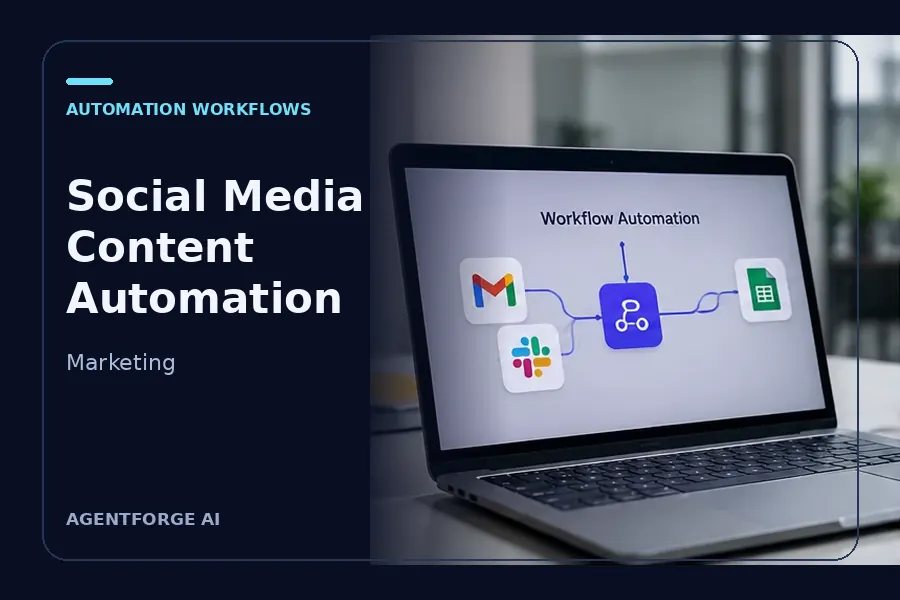 AUTOMATION WORKFLOWS
Social Media
Content
Automation
Marketing
AGENTFORGE AI
Workflow Automation